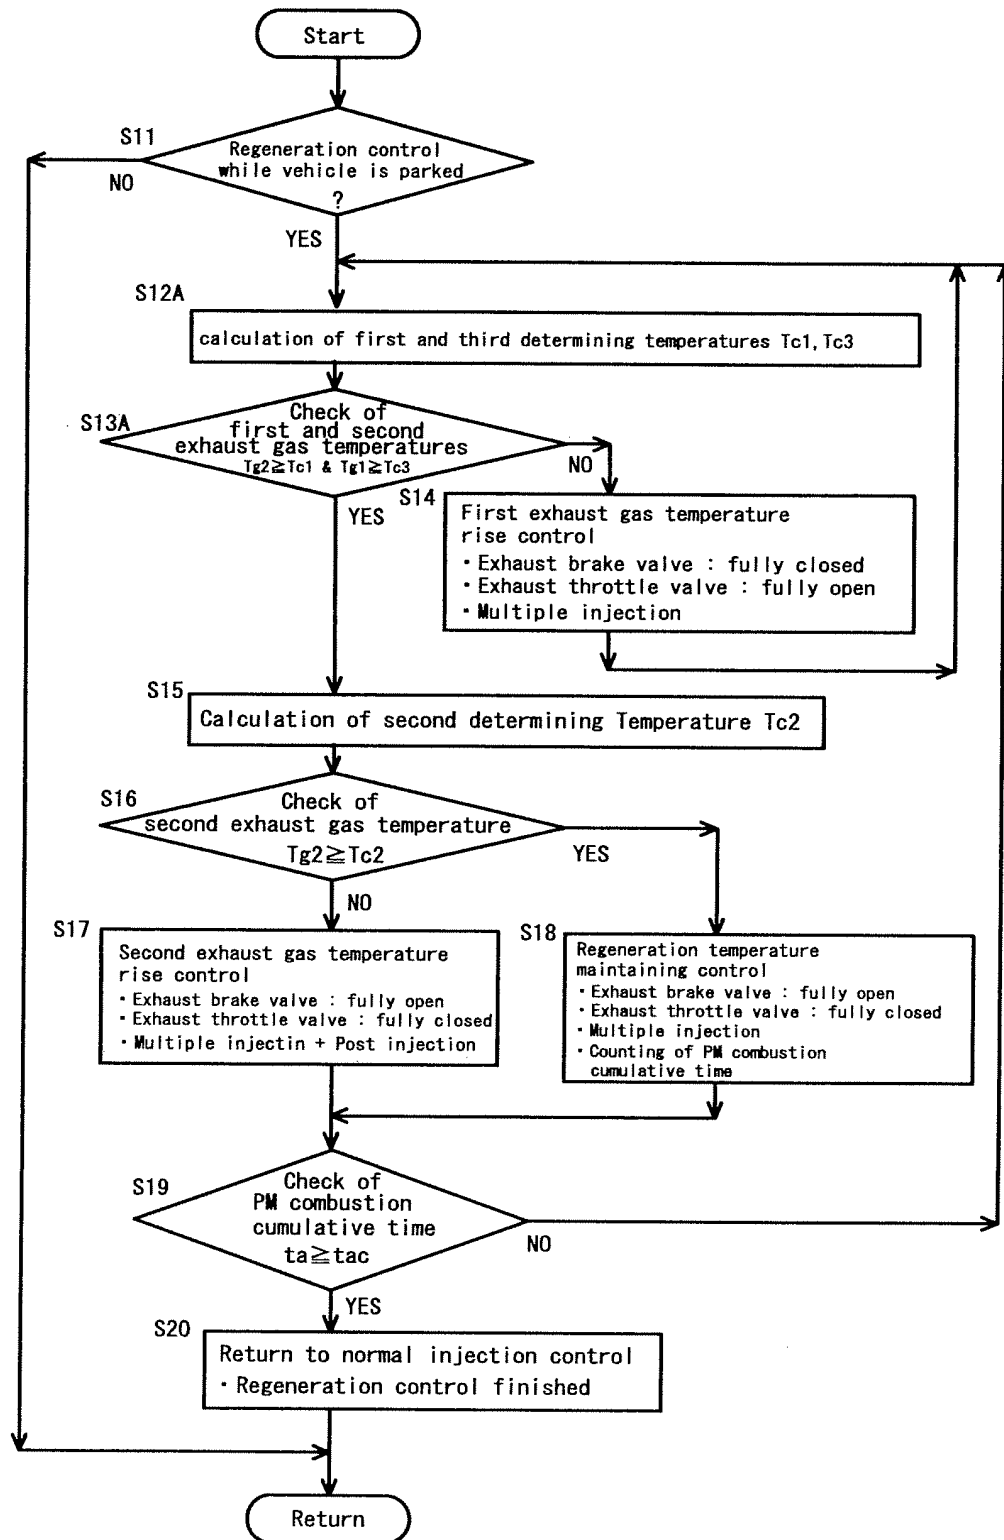 Start
S11
Regeneration control
while vehicle is parked
?
NO
YES
S12A
calculation of first and third determining temperatures Tc1,Tc3
S13A
Check of
first and second
exhaust gas temperatures
Tg2≧Tc1 & Tg1≧Tc3
NO
YES
S14
First exhaust gas temperature
rise control
・Exhaust brake valve : fully closed
・Exhaust throttle valve : fully open
・Multiple injection
S15
Calculation of second determining Temperature Tc2
S16
Check of
second exhaust gas temperature
Tg2≧Tc2
YES
NO
S17
Second exhaust gas temperature
rise control
・Exhaust brake valve : fully open
・Exhaust throttle valve : fully closed
・Multiple injectin + Post injection
S18
Regeneration temperature
maintaining control
・Exhaust brake valve : fully open
・Exhaust throttle valve : fully closed
・Multiple injection
・Counting of PM combustion
cumulative time
S19
Check of
PM combustion
cumulative time
ta≧tac
NO
YES
S20
Return to normal injection control
・Regeneration control finished
Return